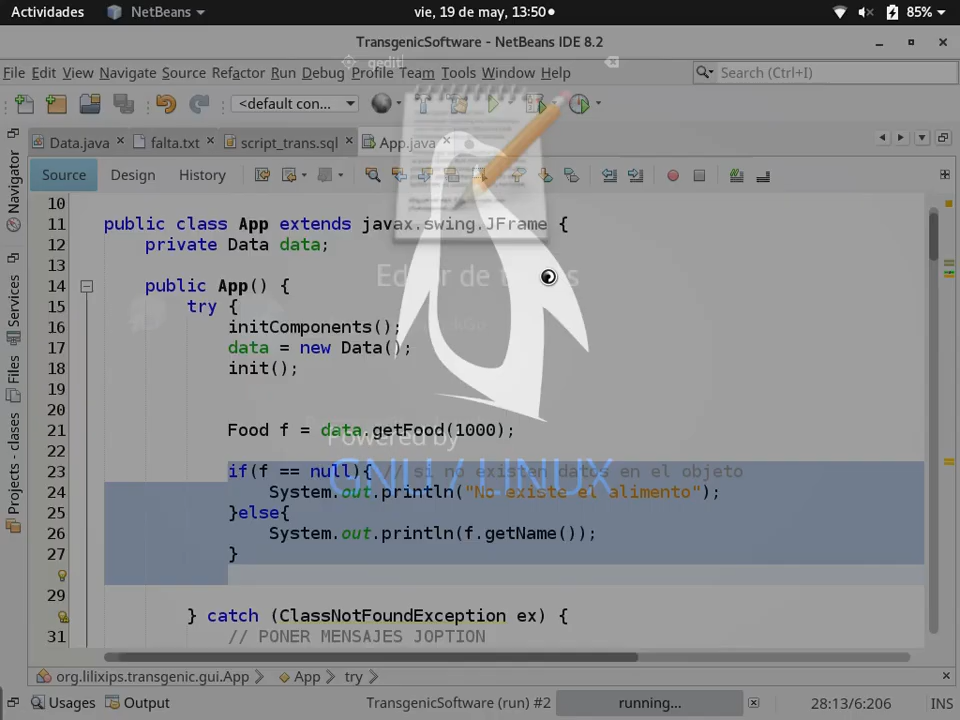 Actividades NetBeans vie, 19 de may, 13:50 85%
TransgenicSoftware - NetBeans IDE 8.2
gedit|
File Edit View Navigate Source Refactor Run Debug Profile Team Tools Window Help Search (Ctrl+I)
<default con...
Data.java falta.txt script_trans.sql App.java
Source Design History
Navigator
Services
Files
Projects - clases
10
11 public class App extends javax.swing.JFrame {
12 private Data data;
13
14 public App() {
15 try {
16 initComponents();
17 data = new Data();
18 init();
19
20
21 Food f = data.getFood(1000);
23 if(f == null){ // si no existen datos en el objeto
24 System.out.println("No existe el alimento");
25 }else{
26 System.out.println(f.getName());
27 }
29
} catch (ClassNotFoundException ex) {
31 // PONER MENSAJES JOPTION
Powered by
GNU / LINUX
org.lilixips.transgenic.gui.App App try
Usages Output TransgenicSoftware (run) #2 running... 28:13/6:206 INS